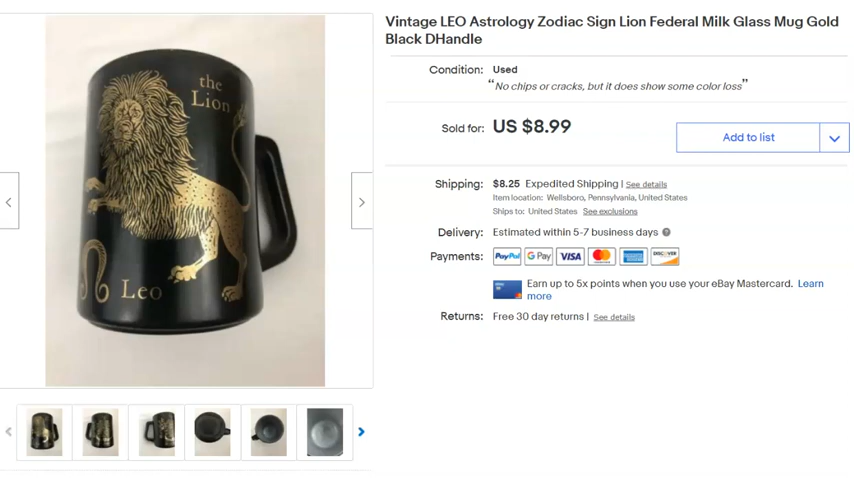 Vintage LEO Astrology Zodiac Sign Lion Federal Milk Glass Mug Gold
Black DHandle
Condition: Used
“No chips or cracks, but it does show some color loss”
Sold for: US $8.99
Add to list
Shipping: $8.25 Expedited Shipping | See details
Item location: Wellsboro, Pennsylvania, United States
Ships to: United States See exclusions
Delivery: Estimated within 5-7 business days
Payments: PayPal G Pay VISA
DISCOVER
Earn up to 5x points when you use your eBay Mastercard. Learn
more
Returns: Free 30 day returns | See details
the
Lion
Leo